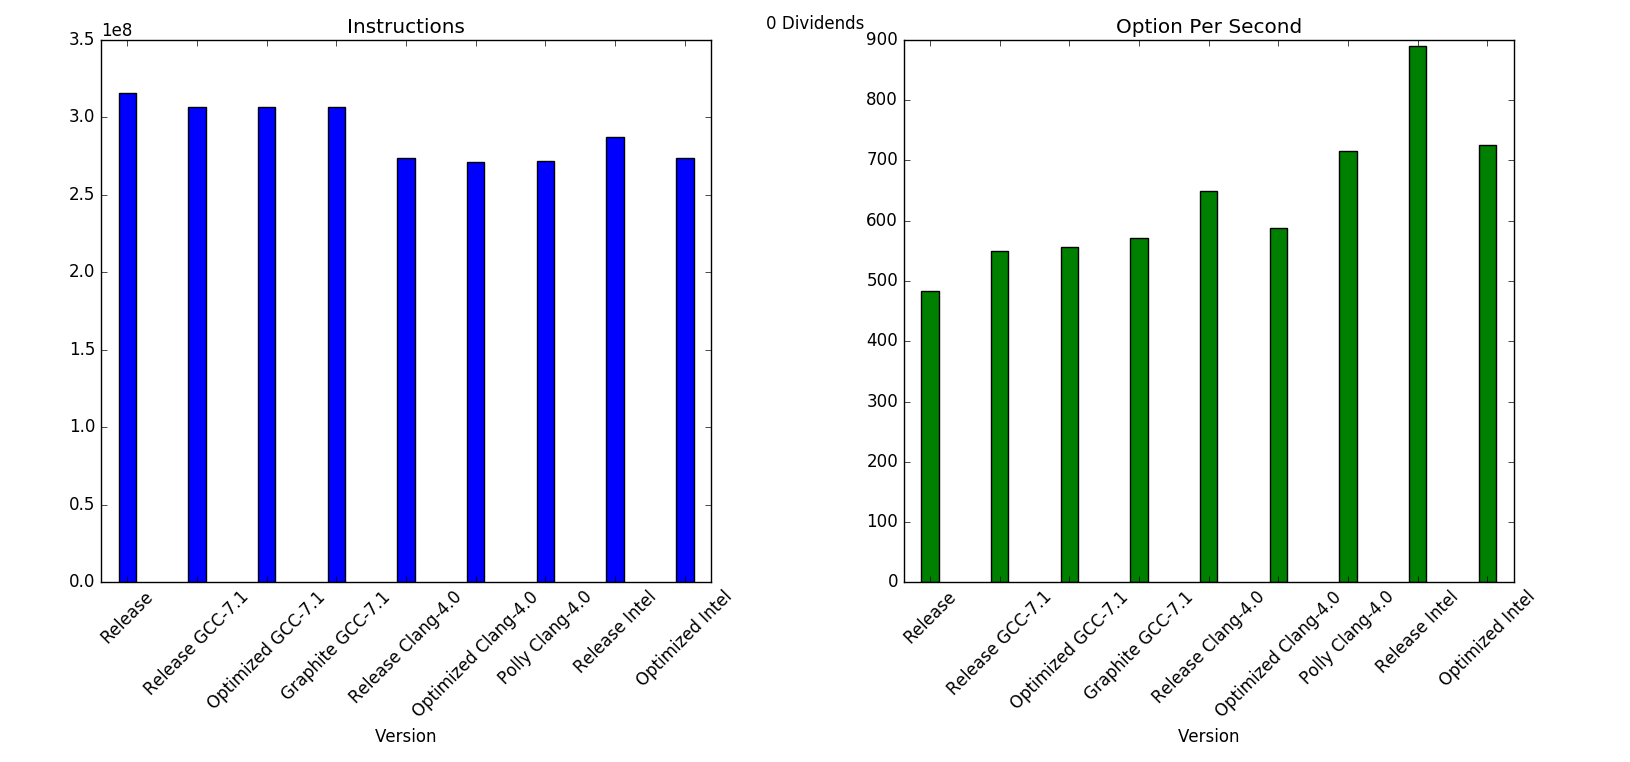 0 Dividends
Instructions
1e8
3.5
3.0
2.5
2.0
1.5
1.0
0.5
0.0
Release
Release GCC-7.1
Optimized GCC-7.1
Graphite GCC-7.1
Release Clang-4.0
Optimized Clang-4.0
Polly Clang-4.0
Release Intel
Optimized Intel
Version
Option Per Second
900
800
700
600
500
400
300
200
100
0
Release
Release GCC-7.1
Optimized GCC-7.1
Graphite GCC-7.1
Release Clang-4.0
Optimized Clang-4.0
Polly Clang-4.0
Release Intel
Optimized Intel
Version